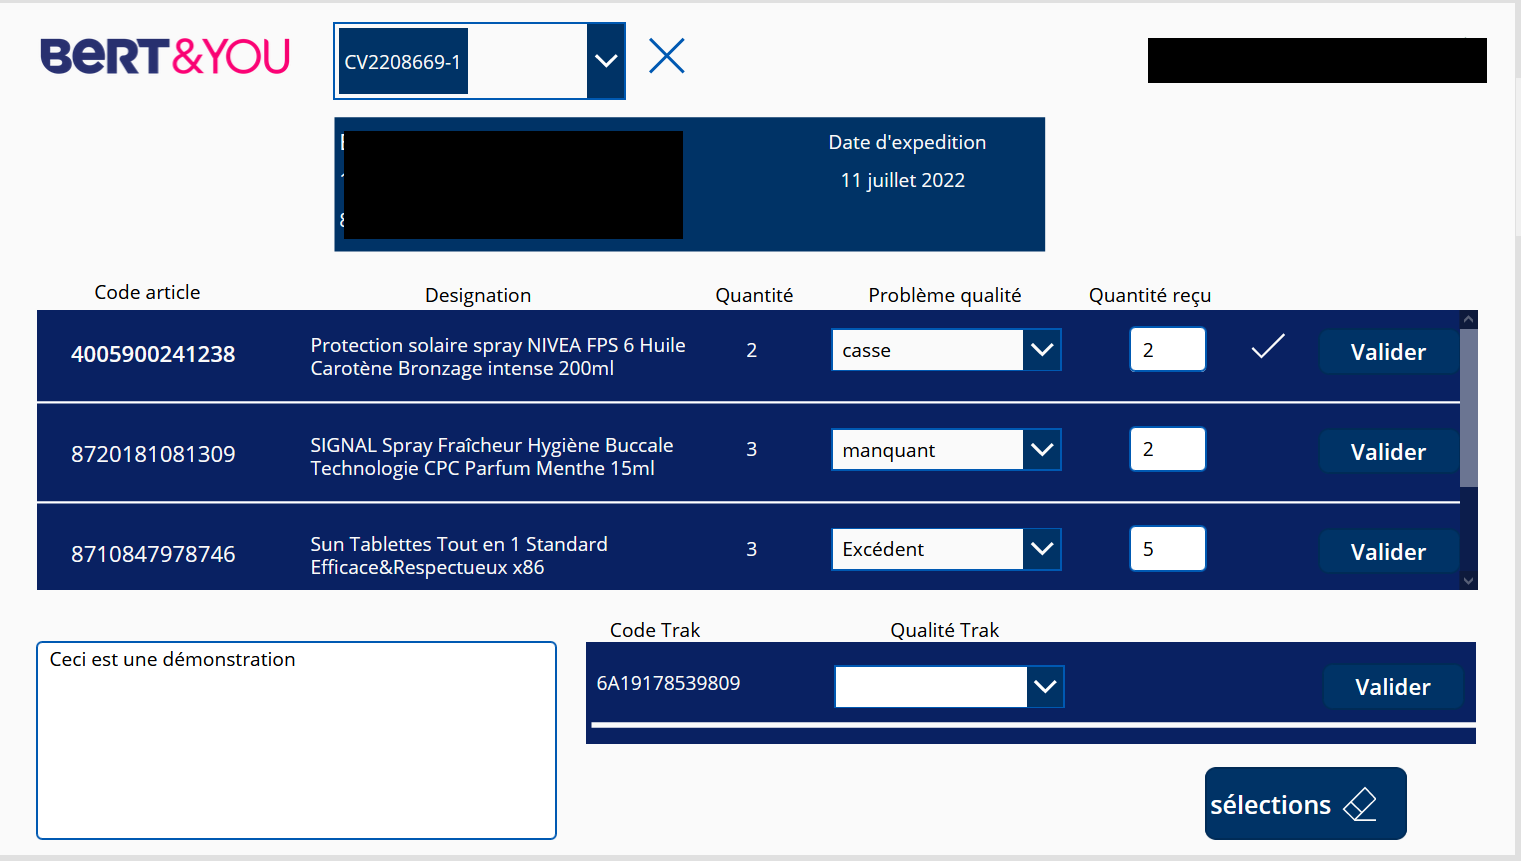 BERT&YOU
CV2208669-1
Date d'expedition
11 juillet 2022
Code article
Designation
Quantité
Problème qualité
Quantité reçu
4005900241238
Protection solaire spray NIVEA FPS 6 Huile
Carotène Bronzage intense 200ml
2
casse
2
Valider
8720181081309
SIGNAL Spray Fraîcheur Hygiène Buccale
Technologie CPC Parfum Menthe 15ml
3
manquant
2
Valider
8710847978746
Sun Tablettes Tout en 1 Standard
Efficace&Respectueux x86
3
Excédent
5
Valider
Ceci est une démonstration
Code Trak
Qualité Trak
6A19178539809
Valider
sélections